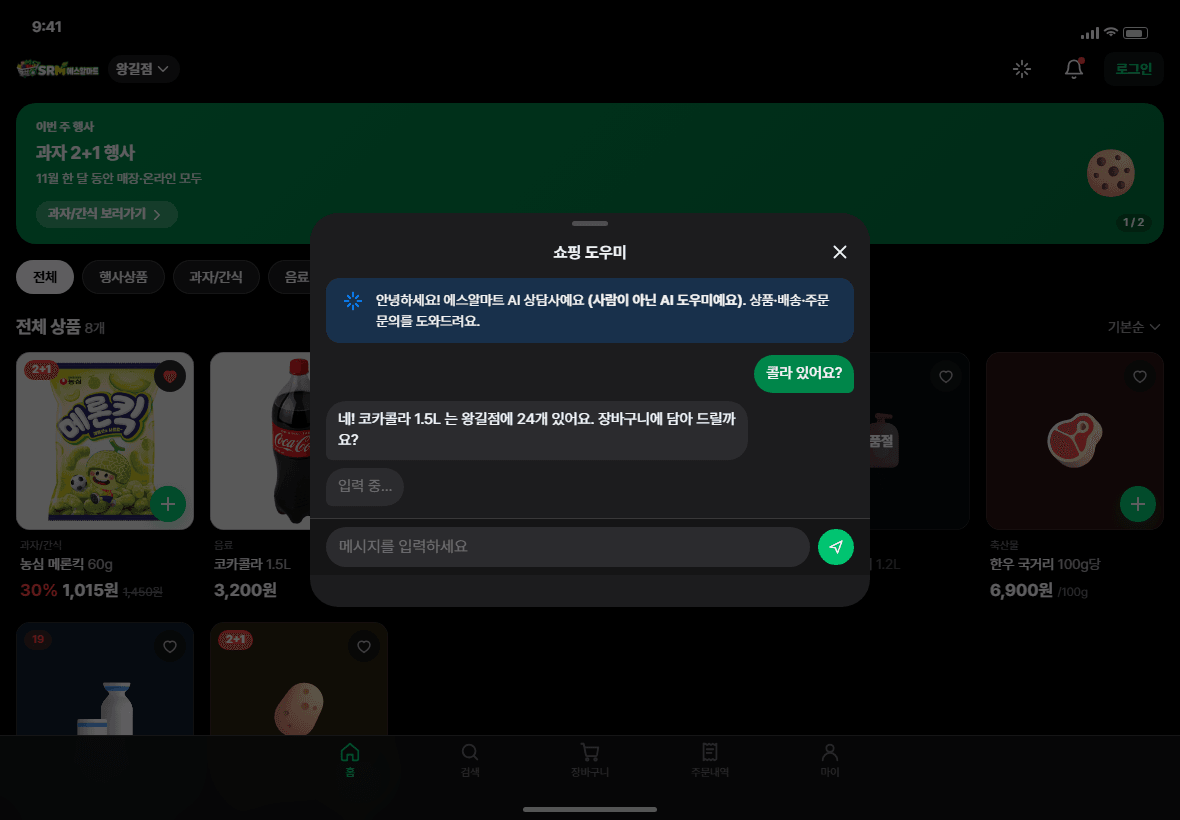 9:41
SRM에스알마트
왕길점
로그인
이번 주 행사
과자 2+1 행사
11월 한 달 동안 매장·온라인 모두
과자/간식 보러가기
1 / 2
전체
행사상품
과자/간식
음료
전체 상품 8개
기본순
쇼핑 도우미
안녕하세요! 에스알마트 AI 상담사예요 (사람이 아닌 AI 도우미예요). 상품·배송·주문
문의를 도와드려요.
콜라 있어요?
네! 코카콜라 1.5L 는 왕길점에 24개 있어요. 장바구니에 담아 드릴까
요?
입력 중...
메시지를 입력하세요
2+1
농심
메론킥
Coca-Cola
품절
과자/간식
농심 메론킥 60g
30% 1,015원 1,450원
음료
코카콜라 1.5L
3,200원
1.2L
축산물
한우 국거리 100g당
6,900원 /100g
19
2+1
홈
검색
장바구니
주문내역
마이